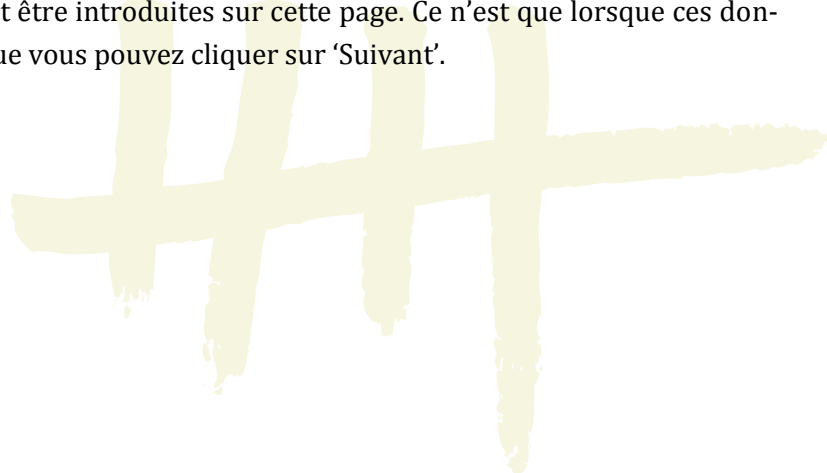 t être introduites sur cette page. Ce n’est que lorsque ces don-
ue vous pouvez cliquer sur ‘Suivant’.